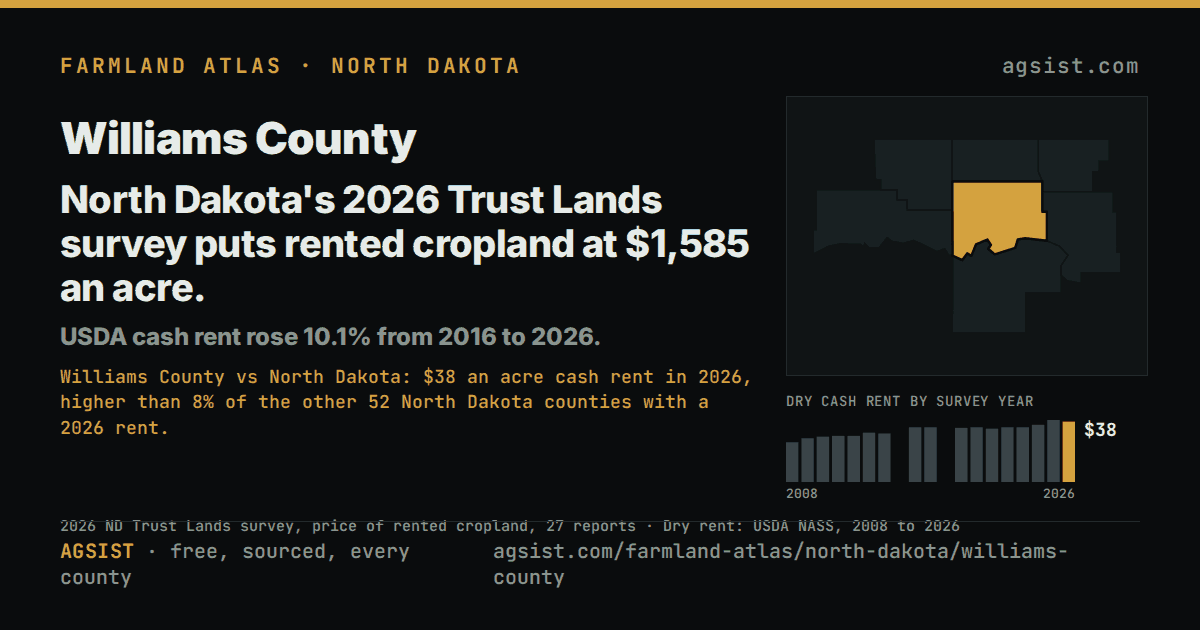 FARMLAND ATLAS · NORTH DAKOTA
agsist.com
Williams County
North Dakota's 2026 Trust Lands
survey puts rented cropland at $1,585
an acre.
USDA cash rent rose 10.1% from 2016 to 2026.
Williams County vs North Dakota: $38 an acre cash rent in 2026,
higher than 8% of the other 52 North Dakota counties with a
2026 rent.
DRY CASH RENT BY SURVEY YEAR
$38
2008
2026
2026 ND Trust Lands survey, price of rented cropland, 27 reports · Dry rent: USDA NASS, 2008 to 2026
AGSIST · free, sourced, every
county
agsist.com/farmland-atlas/north-dakota/williams-
county